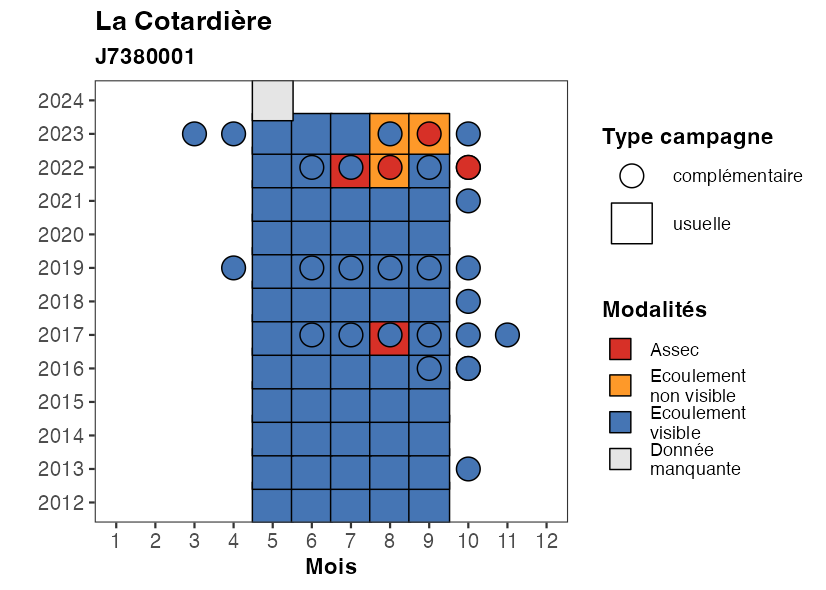 La Cotardière
J7380001
2024
2023
2022
2021
2020
2019
2018
2017
2016
2015
2014
2013
2012
1 2 3 4 5 6 7 8 9 10 11 12
Mois
Type campagne
complémentaire
usuelle
Modalités
Assec
Ecoulement
non visible
Ecoulement
visible
Donnée
manquante